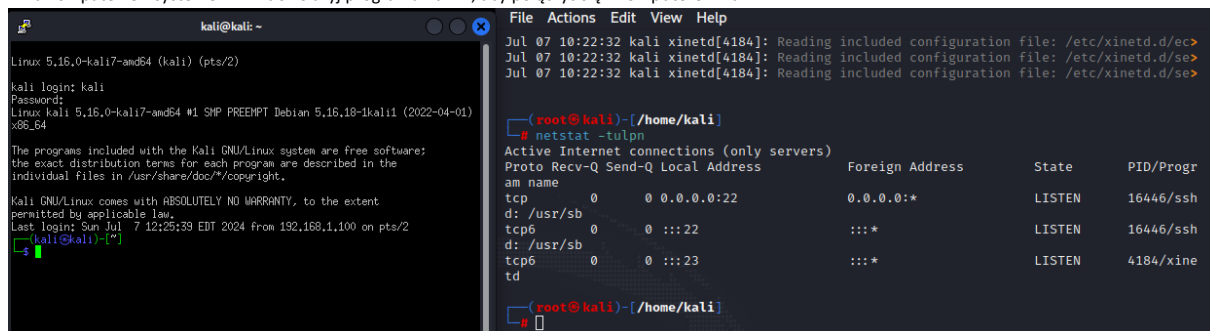 kali@kali: ~
Linux 5.16.0-kali7-amd64 (kali) (pts/2)
kali login: kali
Password:
Linux kali 5.16.0-kali7-amd64 #1 SMP PREEMPT Debian 5.16.18-1kali1 (2022-04-01)
x86_64
The programs included with the Kali GNU/Linux system are free software;
the exact distribution terms for each program are described in the
individual files in /usr/share/doc/*/copyright.
Kali GNU/Linux comes with ABSOLUTELY NO WARRANTY, to the extent
permitted by applicable law.
Last login: Sun Jul  7 12:25:39 EDT 2024 from 192.168.1.100 on pts/2
(kali㉿kali)-[~]
$
File Actions Edit View Help
Jul 07 10:22:32 kali xinetd[4184]: Reading included configuration file: /etc/xinetd.d/ec>
Jul 07 10:22:32 kali xinetd[4184]: Reading included configuration file: /etc/xinetd.d/se>
Jul 07 10:22:32 kali xinetd[4184]: Reading included configuration file: /etc/xinetd.d/se>
(root㉿kali)-[/home/kali]
# netstat -tulpn
Active Internet connections (only servers)
Proto Recv-Q Send-Q Local Address Foreign Address State PID/Progr
am name
tcp 0 0 0.0.0.0:22 0.0.0.0:* LISTEN 16446/ssh
d: /usr/sb
tcp6 0 0 :::22 :::* LISTEN 16446/ssh
d: /usr/sb
tcp6 0 0 :::23 :::* LISTEN 4184/xine
td
(root㉿kali)-[/home/kali]
#